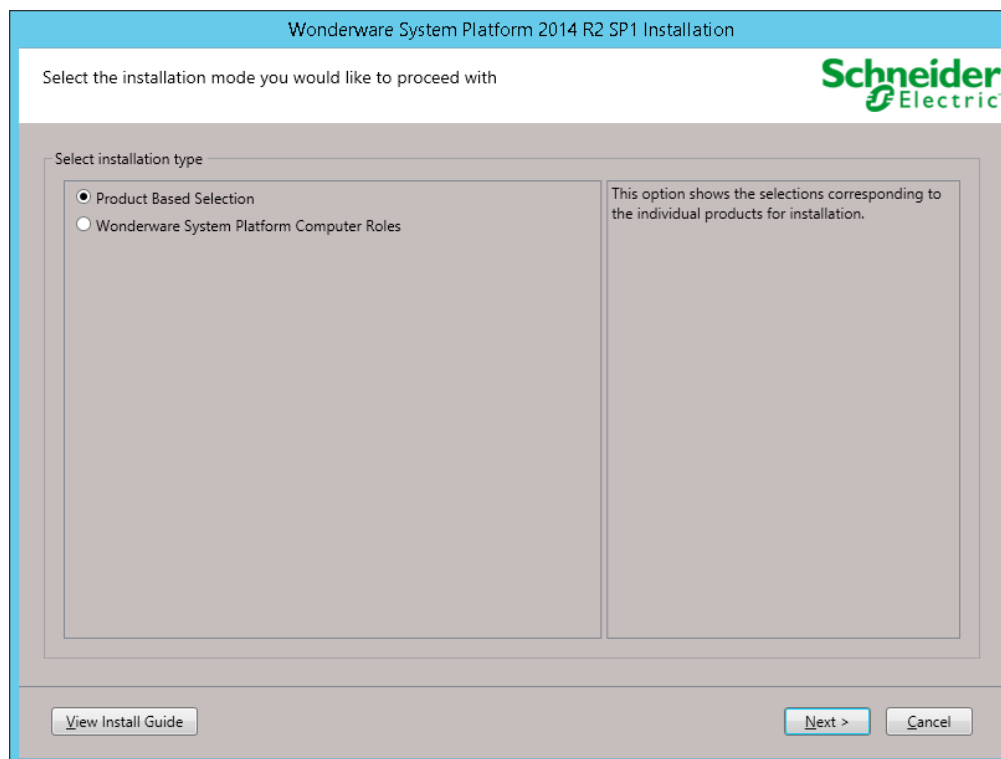 Wonderware System Platform 2014 R2 SP1 Installation
Select the installation mode you would like to proceed with
Schneider
Electric
Select installation type
Product Based Selection
Wonderware System Platform Computer Roles
This option shows the selections corresponding to
the individual products for installation.
View Install Guide
Next >
Cancel